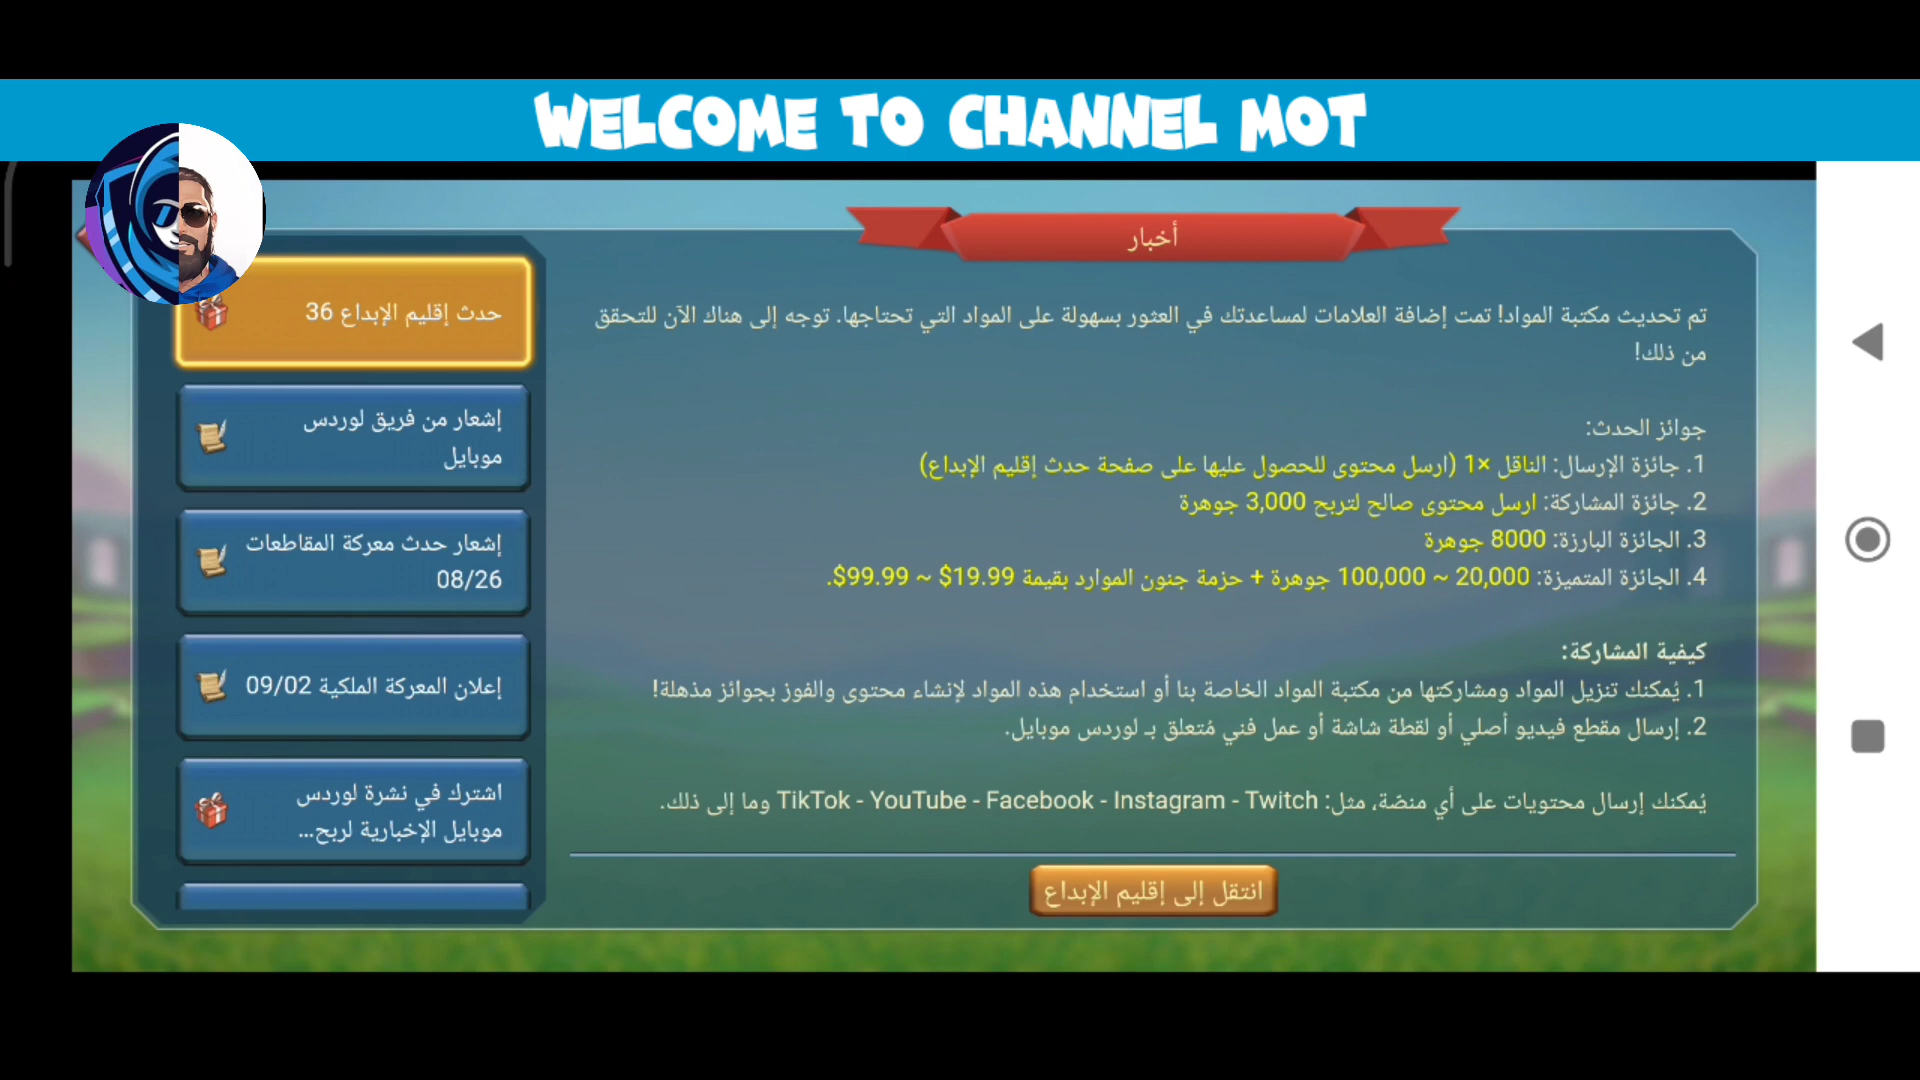 WELCOME TO CHANNEL MOT
أخبار
حدث إقليم الإبداع 36
إشعار من فريق لوردس
موبايل
إشعار حدث معركة المقاطعات
08/26
إعلان المعركة الملكية 09/02
اشترك في نشرة لوردس
موبايل الإخبارية لربح...
تم تحديث مكتبة المواد! تمت إضافة العلامات لمساعدتك في العثور بسهولة على المواد التي تحتاجها. توجه إلى هناك الآن للتحقق
من ذلك!
جوائز الحدث:
1. جائزة الإرسال: الناقل ×1 (ارسل محتوى للحصول عليها على صفحة حدث إقليم الإبداع)
2. جائزة المشاركة: ارسل محتوى صالح لتربح 3,000 جوهرة
3. الجائزة البارزة: 8000 جوهرة
4. الجائزة المتميزة: 20,000 ~ 100,000 جوهرة + حزمة جنون الموارد بقيمة 19.99$ ~ 99.99$.
كيفية المشاركة:
1. يُمكنك تنزيل المواد ومشاركتها من مكتبة المواد الخاصة بنا أو استخدام هذه المواد لإنشاء محتوى والفوز بجوائز مذهلة!
2. إرسال مقطع فيديو أصلي أو لقطة شاشة أو عمل فني مُتعلق بـ لوردس موبايل.
يُمكنك إرسال محتويات على أي منصّة، مثل: TikTok - YouTube - Facebook - Instagram - Twitch وما إلى ذلك.
انتقل إلى إقليم الإبداع